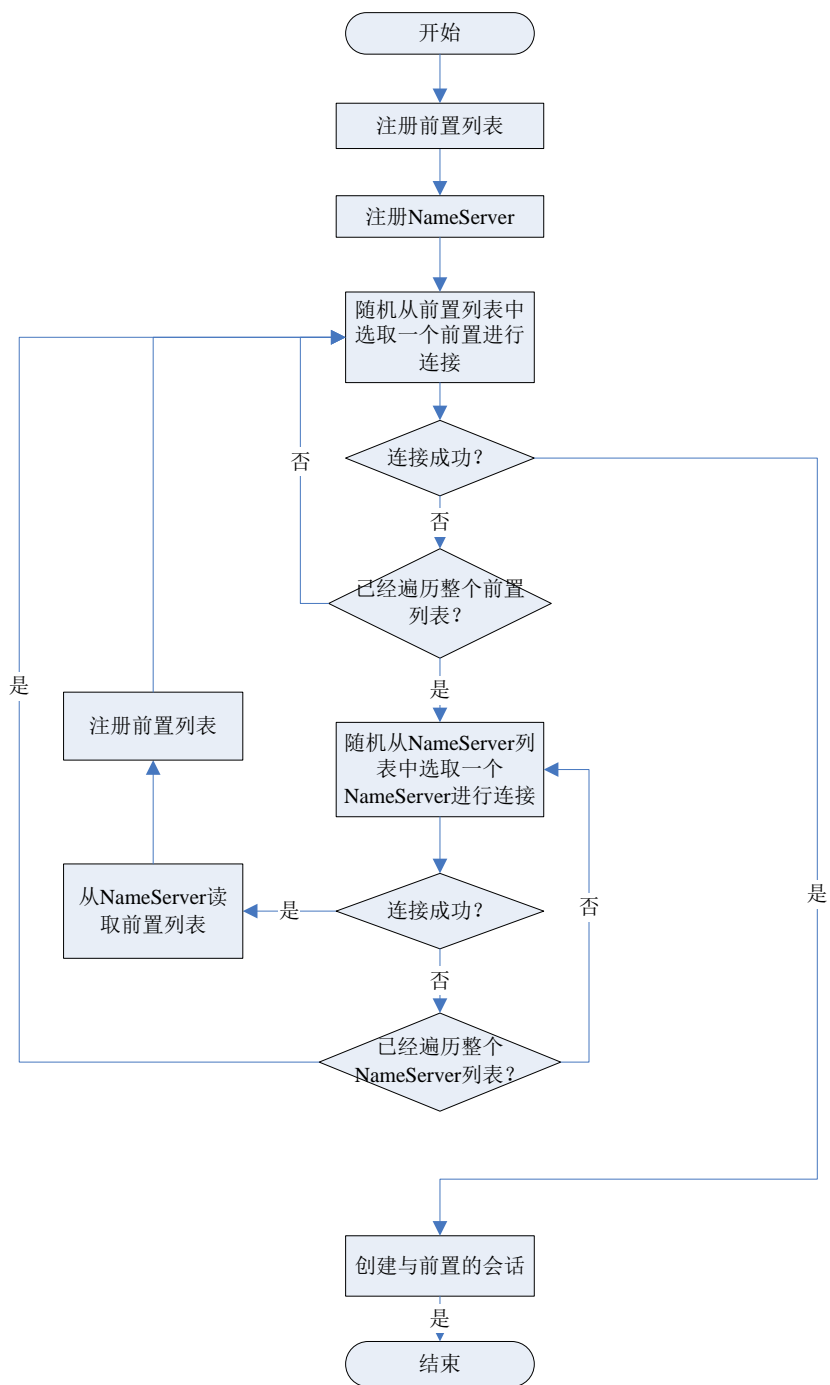 开始
注册前置列表
注册NameServer
随机从前置列表中
选取一个前置进行
连接
连接成功？
否
否
已经遍历整个前置
列表？
是
是
注册前置列表
随机从NameServer列
表中选取一个
NameServer进行连接
从NameServer读
取前置列表
是
连接成功？
否
是
否
已经遍历整个
NameServer列表？
创建与前置的会话
是
结束